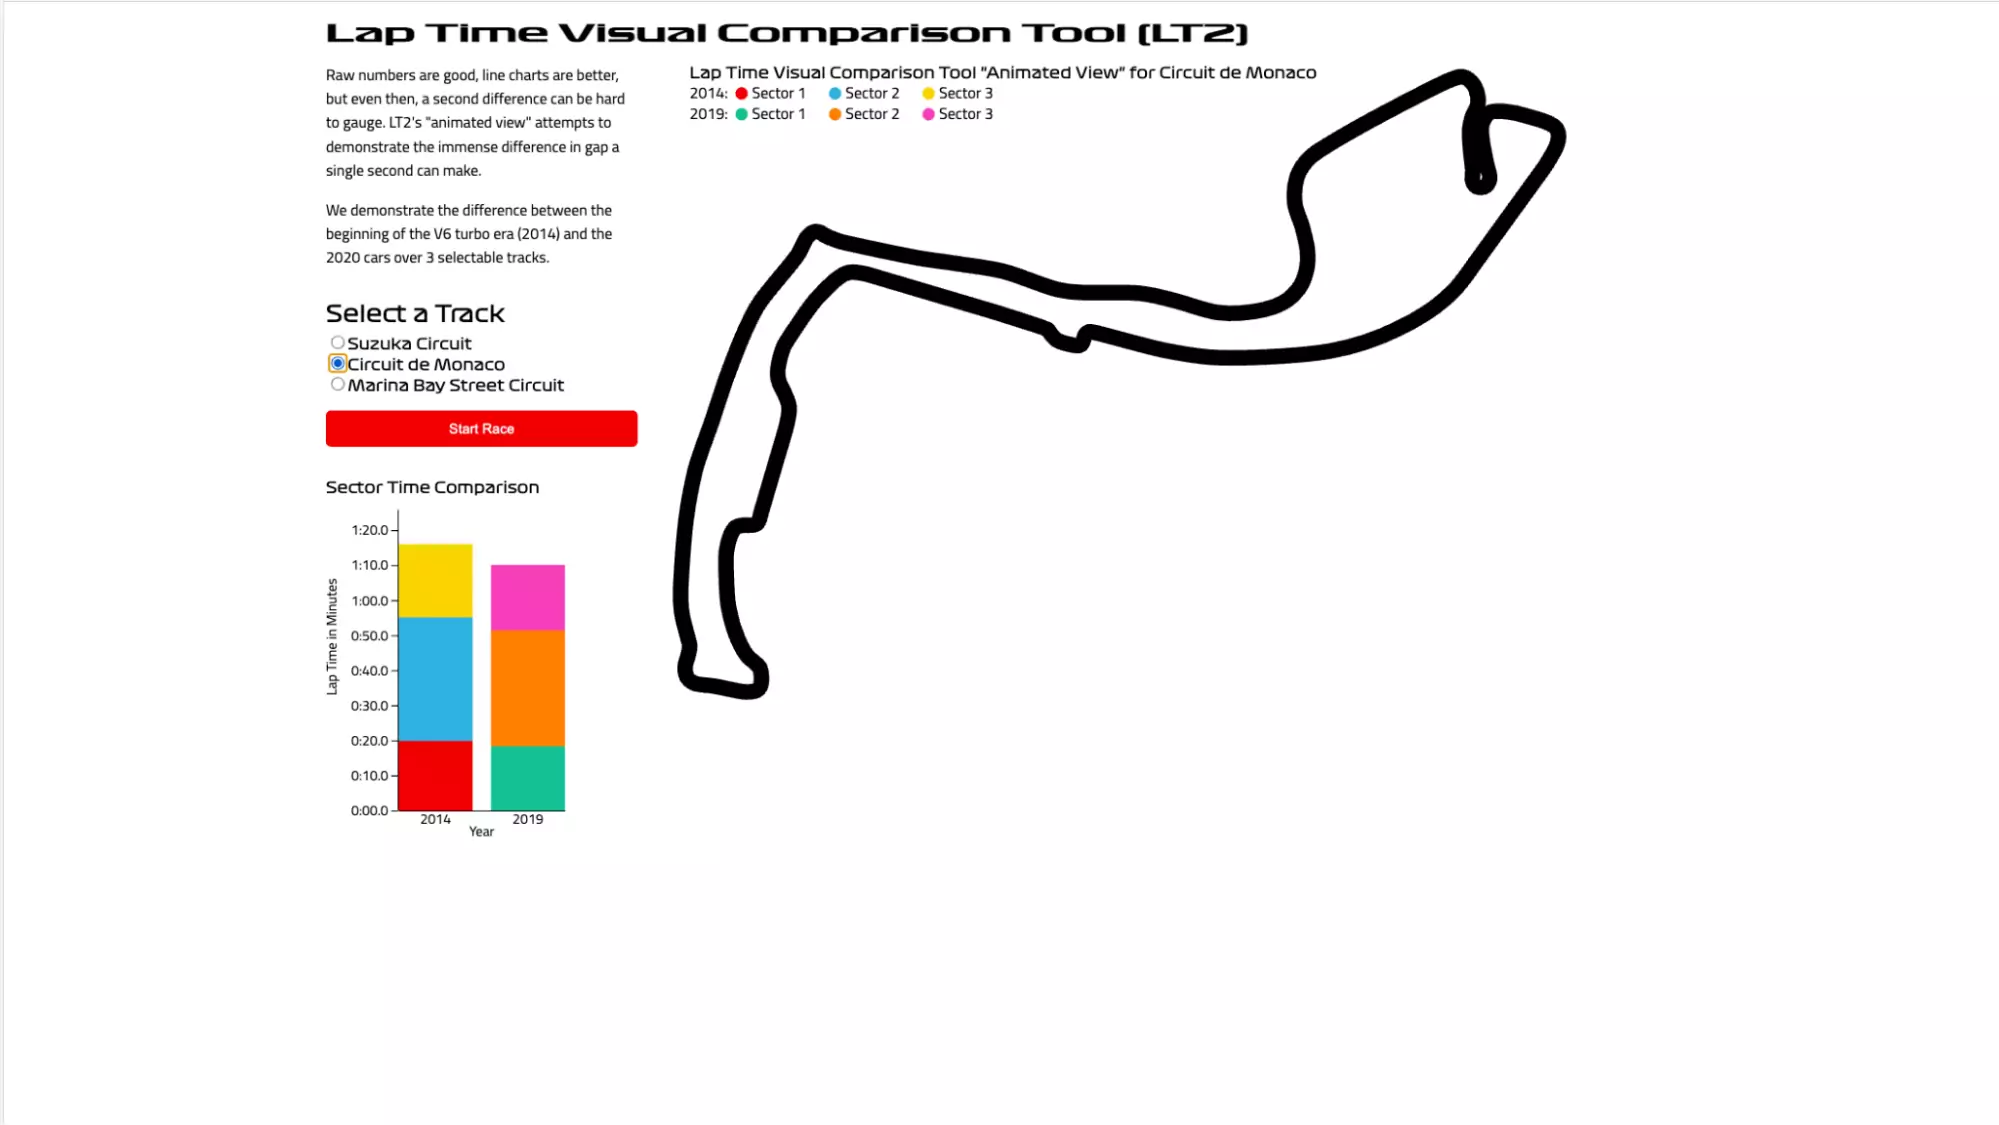 Lap Time Visual Comparison Tool (LT2)
Raw numbers are good, line charts are better,
but even then, a second difference can be hard
to gauge. LT2's "animated view" attempts to
demonstrate the immense difference in gap a
single second can make.
We demonstrate the difference between the
beginning of the V6 turbo era (2014) and the
2020 cars over 3 selectable tracks.
Select a Track
Suzuka Circuit
Circuit de Monaco
Marina Bay Street Circuit
Start Race
Sector Time Comparison
1:20.0
1:10.0
1:00.0
0:50.0
0:40.0
0:30.0
0:20.0
0:10.0
0:00.0
Lap Time in Minutes
2014 2019
Year
Lap Time Visual Comparison Tool "Animated View" for Circuit de Monaco
2014: Sector 1 Sector 2 Sector 3
2019: Sector 1 Sector 2 Sector 3